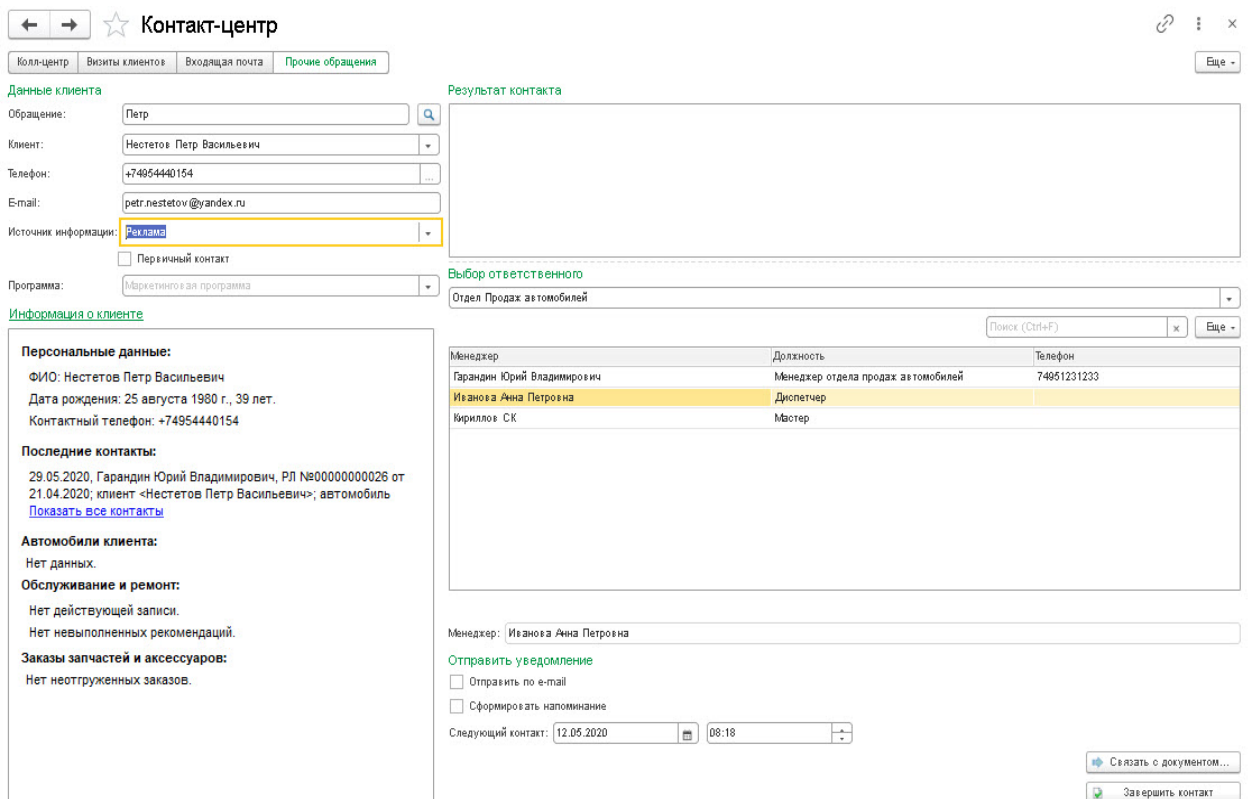 Контакт-центр
Колл-центр
Визиты клиентов
Входящая почта
Прочие обращения
Еще
Данные клиента
Обращение:
Петр
Клиент:
Нестетов Петр Васильевич
Телефон:
+74954440154
...
E-mail:
petr.nestetov@yandex.ru
Источник информации:
Реклама
Первичный контакт
Программа:
Маркетинговая программа
Информация о клиенте
Персональные данные:
ФИО: Нестетов Петр Васильевич
Дата рождения: 25 августа 1980 г., 39 лет.
Контактный телефон: +74954440154
Последние контакты:
29.05.2020, Гарандин Юрий Владимирович, РЛ №00000000026 от
21.04.2020; клиент <Нестетов Петр Васильевич>; автомобиль
Показать все контакты
Автомобили клиента:
Нет данных.
Обслуживание и ремонт:
Нет действующей записи.
Нет невыполненных рекомендаций.
Заказы запчастей и аксессуаров:
Нет неотгруженных заказов.
Результат контакта
Выбор ответственного
Отдел Продаж автомобилей
Поиск (Ctrl+F)
x
Еще
Менеджер Должность Телефон
Гарандин Юрий Владимирович Менеджер отдела продаж автомобилей 74951231233
Иванова Анна Петровна Диспетчер
Кириллов СК Мастер
Менеджер: Иванова Анна Петровна
Отправить уведомление
Отправить по e-mail
Сформировать напоминание
Следующий контакт: 12.05.2020 08:18
Связать с документом...
Завершить контакт